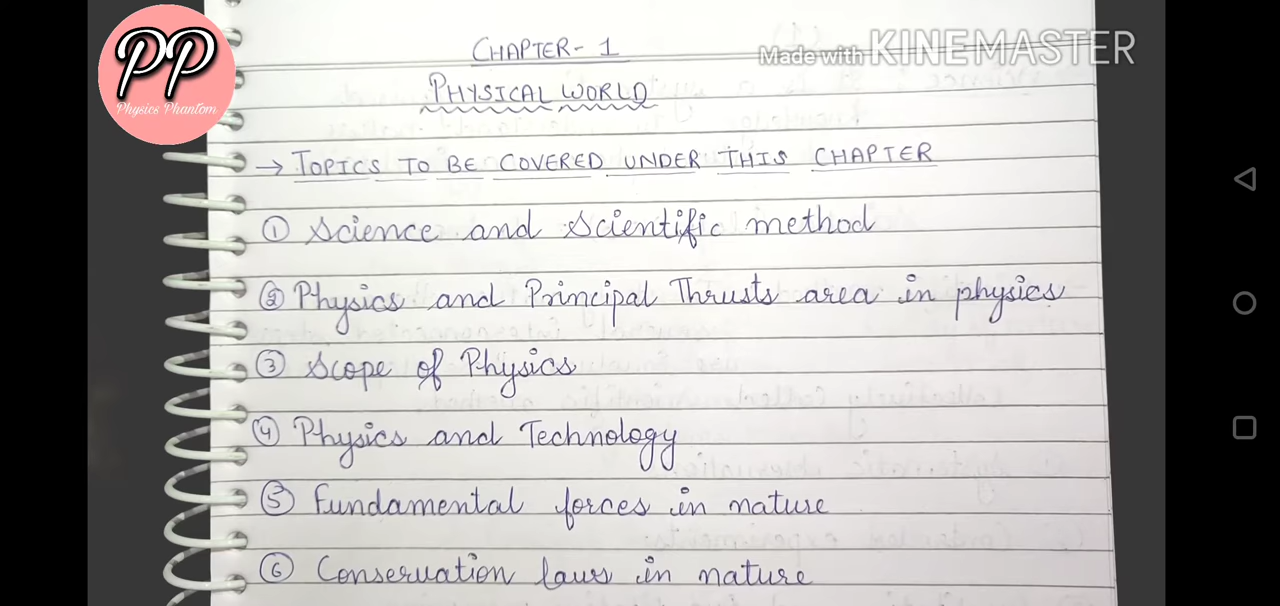 PP
Physics Phantom
Made with KINEMASTER
CHAPTER- 1
PHYSICAL WORLD
→ TOPICS TO BE COVERED UNDER THIS CHAPTER
① Science and Scientific method
② Physics and Principal Thrusts area in physics
③ Scope of Physics
④ Physics and Technology
⑤ Fundamental forces in nature
⑥ Conservation laws in nature